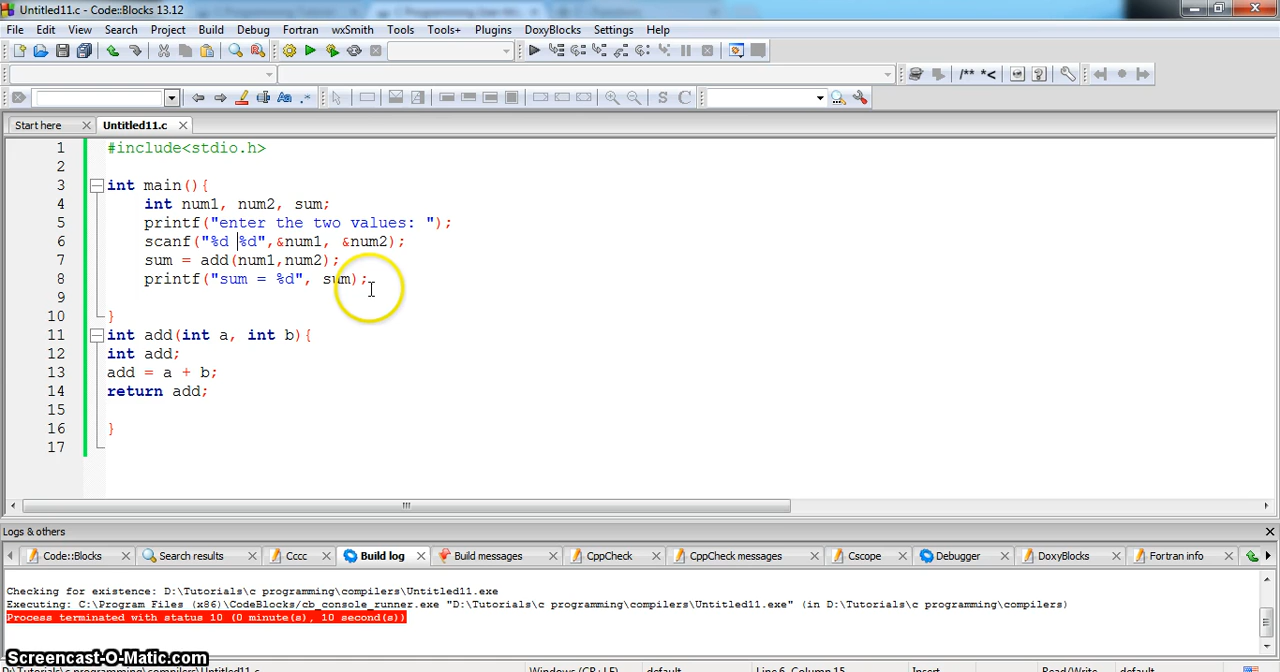 Untitled11.c - Code::Blocks 13.12
File Edit View Search Project Build Debug Fortran wxSmith Tools Tools+ Plugins DoxyBlocks Settings Help
/** *<
S C
Start here Untitled11.c
1 #include<stdio.h>
2
3 int main(){
4 int num1, num2, sum;
5 printf("enter the two values: ");
6 scanf("%d %d",&num1, &num2);
7 sum = add(num1,num2);
8 printf("sum = %d", sum);
9
10 }
11 int add(int a, int b){
12 int add;
13 add = a + b;
14 return add;
15
16 }
17
Logs & others
Code::Blocks Search results Cccc Build log Build messages CppCheck CppCheck messages Cscope Debugger DoxyBlocks Fortran info
Checking for existence: D:\Tutorials\c programming\compilers\Untitled11.exe
Executing: C:\Program Files (x86)\CodeBlocks/cb_console_runner.exe "D:\Tutorials\c programming\compilers\Untitled11.exe" (in D:\Tutorials\c programming\compilers)
Process terminated with status 10 (0 minute(s), 10 second(s))
Screencast-O-Matic.com
D:\Tutorials\c programming\compilers\Untitled11.c Windows (CR+LF) default Line 6, Column 15 Insert Read/Write default